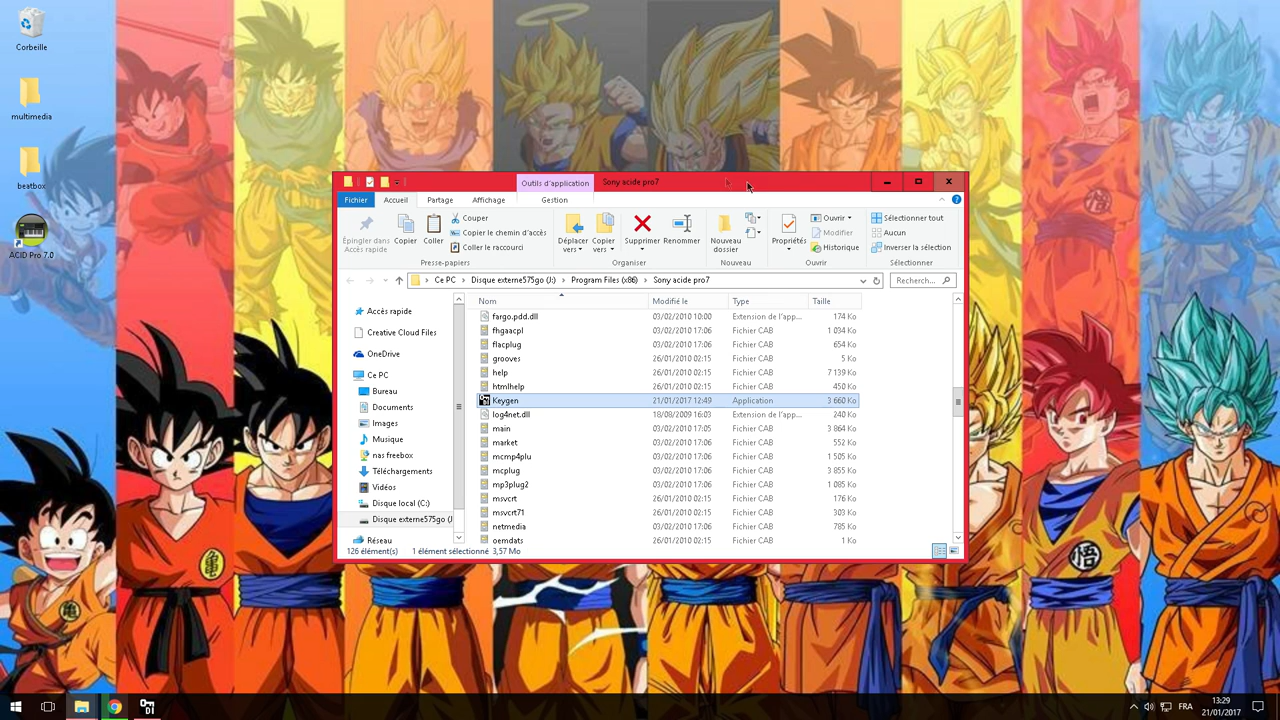 Corbeille
multimedia
beatbox
ACID Pro 7.0
Outils d'application
Sony acide pro7
Fichier
Accueil
Partage
Affichage
Gestion
Épingler dans
Accès rapide
Copier
Coller
Couper
Copier le chemin d'accès
Coller le raccourci
Presse-papiers
Déplacer
vers
Copier
vers
Supprimer
Renommer
Organiser
Nouveau
dossier
Nouveau
Propriétés
Ouvrir
Modifier
Historique
Ouvrir
Sélectionner tout
Aucun
Inverser la sélection
Sélectionner
Ce PC
Disque externe575go (J:)
Program Files (x86)
Sony acide pro7
Recherch...
Accès rapide
Creative Cloud Files
OneDrive
Ce PC
Bureau
Documents
Images
Musique
nas freebox
Téléchargements
Vidéos
Disque local (C:)
Disque externe575go (J
Réseau
Nom Modifié le Type Taille
fargo.pdd.dll 03/02/2010 10:00 Extension de l'app... 174 Ko
fhgaacpl 03/02/2010 17:06 Fichier CAB 1 034 Ko
flacplug 03/02/2010 17:06 Fichier CAB 654 Ko
grooves 26/01/2010 02:15 Fichier CAB 5 Ko
help 26/01/2010 02:15 Fichier CAB 7 139 Ko
htmlhelp 26/01/2010 02:15 Fichier CAB 450 Ko
Keygen 21/01/2017 12:49 Application 3 660 Ko
log4net.dll 18/08/2009 16:03 Extension de l'app... 240 Ko
main 03/02/2010 17:05 Fichier CAB 3 864 Ko
market 03/02/2010 17:06 Fichier CAB 552 Ko
mcmp4plu 03/02/2010 17:06 Fichier CAB 1 505 Ko
mcplug 03/02/2010 17:06 Fichier CAB 3 855 Ko
mp3plug2 03/02/2010 17:06 Fichier CAB 1 085 Ko
msvcrt 26/01/2010 02:15 Fichier CAB 176 Ko
msvcrt71 26/01/2010 02:15 Fichier CAB 303 Ko
netmedia 03/02/2010 17:06 Fichier CAB 785 Ko
oemdats 26/01/2010 02:15 Fichier CAB 1 Ko
126 élément(s) 1 élément sélectionné 3,57 Mo
亀
悟
悟
FRA
13:29
21/01/2017